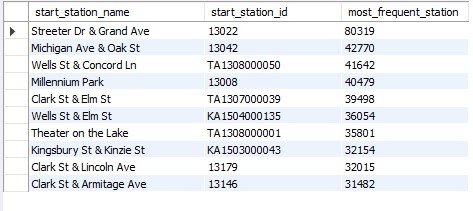 start_station_name start_station_id most_frequent_station
Streeter Dr & Grand Ave 13022 80319
Michigan Ave & Oak St 13042 42770
Wells St & Concord Ln TA1308000050 41642
Millennium Park 13008 40479
Clark St & Elm St TA1307000039 39498
Wells St & Elm St KA1504000135 36054
Theater on the Lake TA1308000001 35801
Kingsbury St & Kinzie St KA1503000043 32154
Clark St & Lincoln Ave 13179 32015
Clark St & Armitage Ave 13146 31482